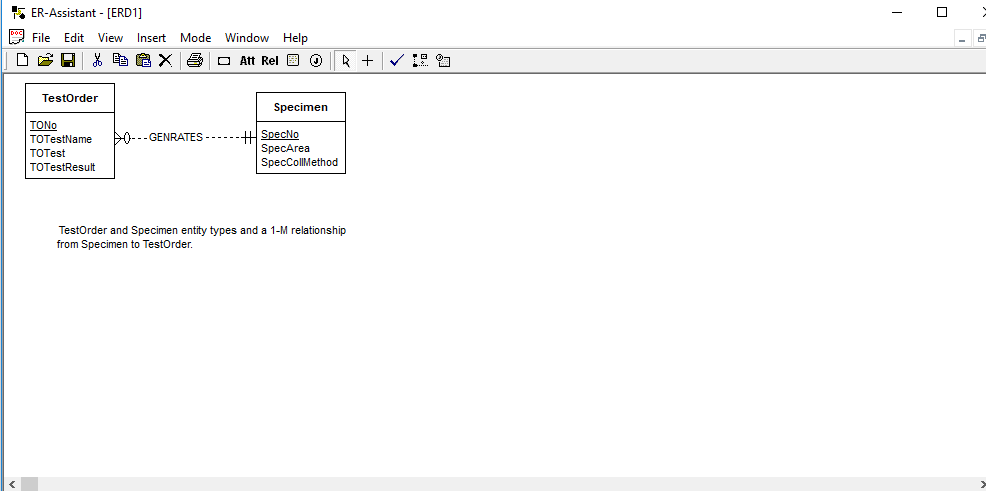 ER-Assistant - [ERD1]
DOC File Edit View Insert Mode Window Help
Att Rel
TestOrder
TONo
TOTestName
TOTest
TOTestResult
GENRATES
Specimen
SpecNo
SpecArea
SpecCollMethod
TestOrder and Specimen entity types and a 1-M relationship
from Specimen to TestOrder.